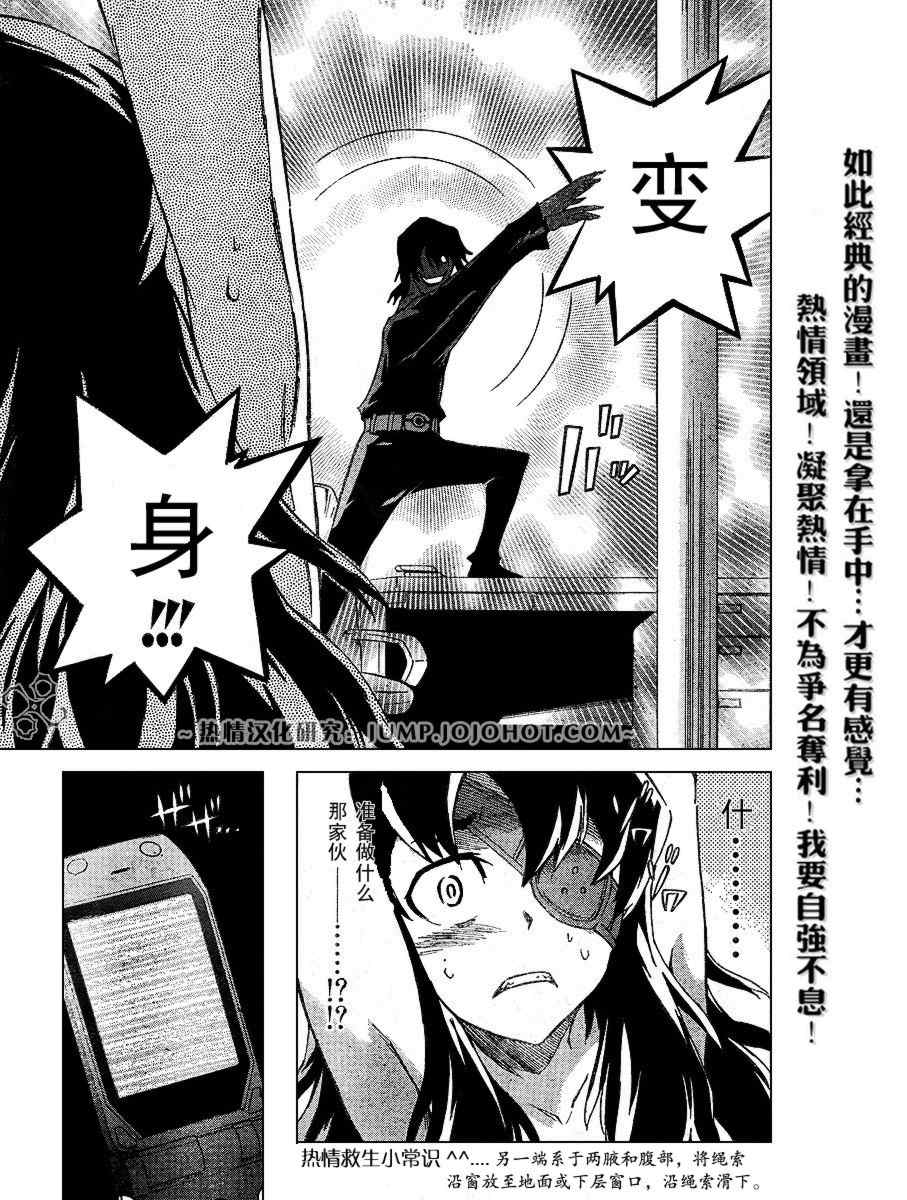 如此經典的漫畫！還是拿在手中…才更有感覺…
熱情領域！凝聚熱情！不為爭名奪利！我要自強不息！
变
身!!!
~热情汉化研究：JUMP.JOJOHOT.COM~
什…………
准备做什么
那家伙——………!?!?
热情救生小常识 ^^....另一端系于两腋和腹部，将绳索
沿窗放至地面或下层窗口，沿绳索滑下。